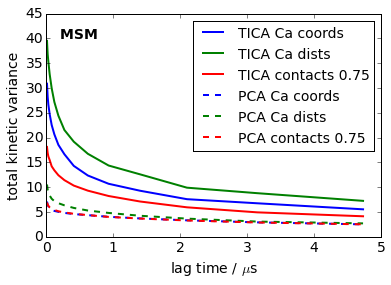 45
40
35
30
25
20
15
10
5
0
total kinetic variance
MSM
TICA Ca coords
TICA Ca dists
TICA contacts 0.75
PCA Ca coords
PCA Ca dists
PCA contacts 0.75
0 1 2 3 4 5
lag time / μs